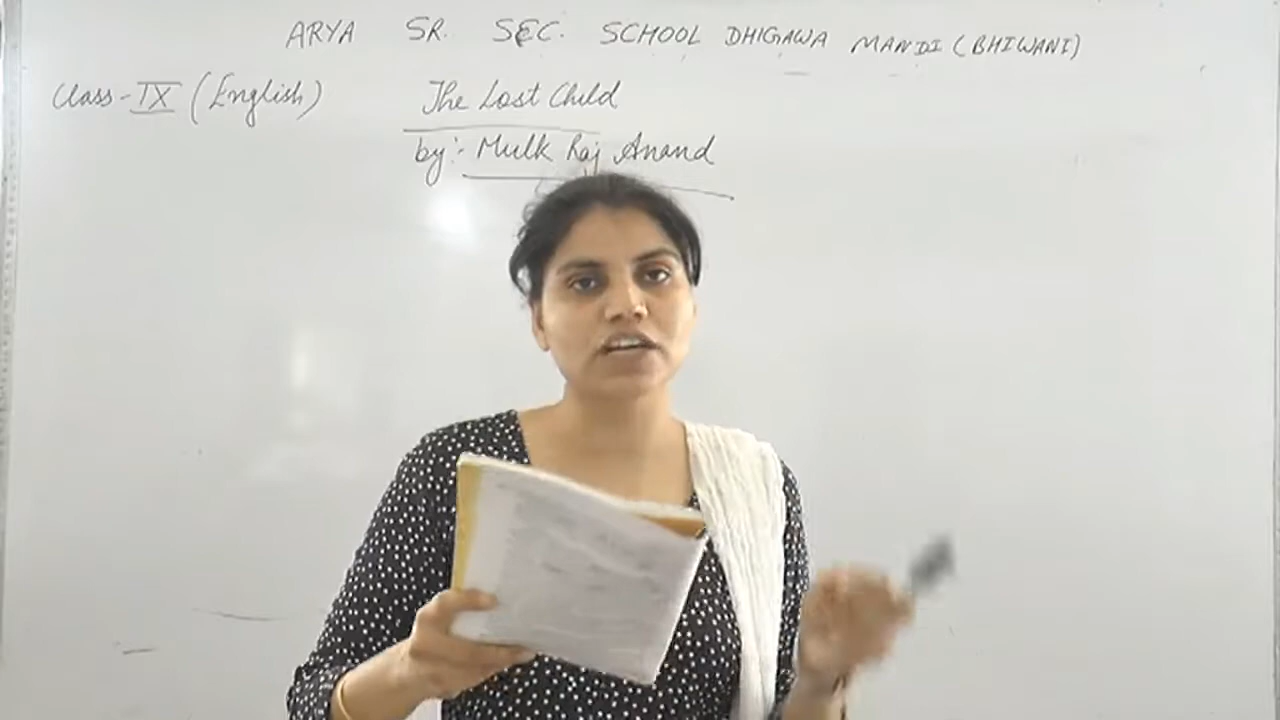 ARYA SR. SEC. SCHOOL DHIGAWA MANDI (BHIWANI)
Class-IX (English)
The Lost Child
by:- Mulk Raj Anand